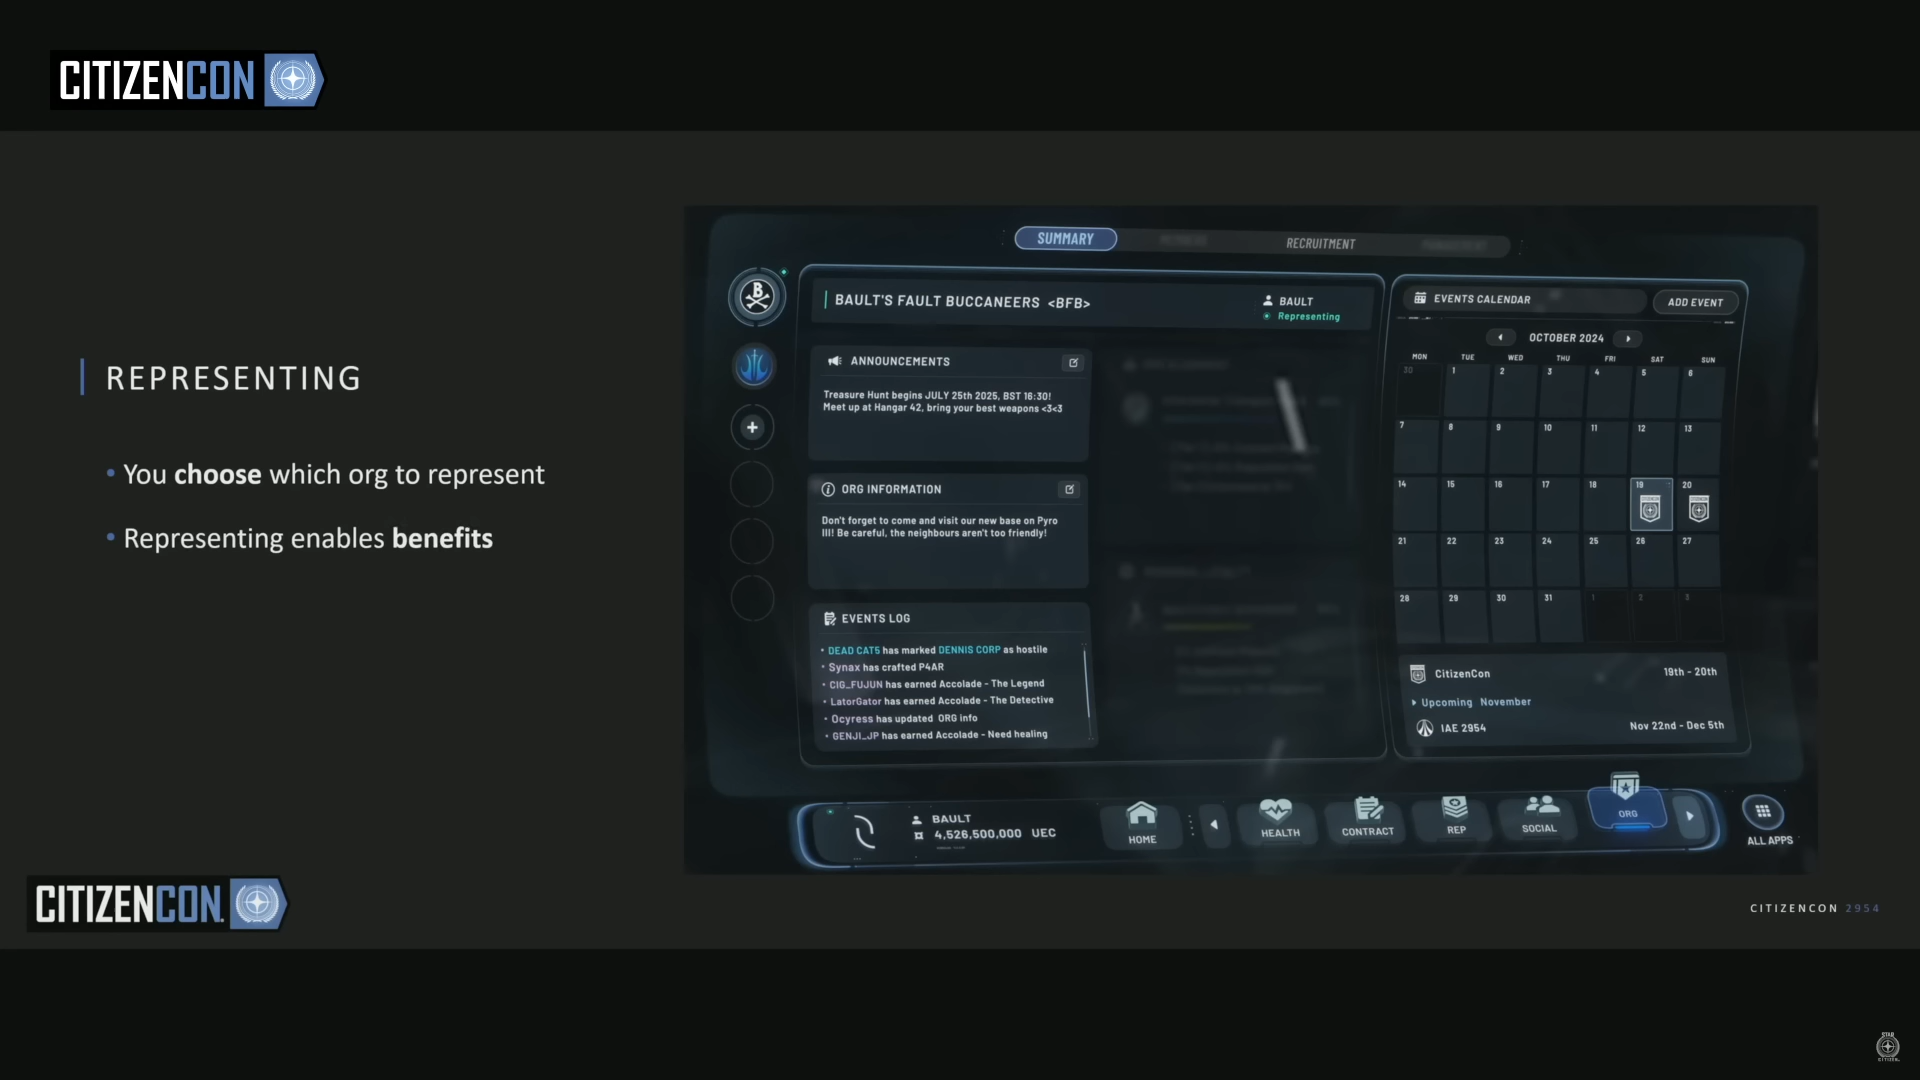 CITIZENCON
REPRESENTING
• You choose which org to represent
• Representing enables benefits
SUMMARY
RECRUITMENT
B
BAULT'S FAULT BUCCANEERS <BFB>
BAULT
Representing
ANNOUNCEMENTS
Treasure Hunt begins JULY 25th 2025, BST 16:30!
Meet up at Hangar 42, bring your best weapons <3<3
ORG INFORMATION
Don't forget to come and visit our new base on Pyro
III! Be careful, the neighbours aren't too friendly!
EVENTS LOG
• DEAD CAT5 has marked DENNIS CORP as hostile
• Synax has crafted P4AR
• CIG_FUJUN has earned Accolade - The Legend
• LatorGator has earned Accolade - The Detective
• Ocyress has updated ORG info
• GENJI_JP has earned Accolade - Need healing
EVENTS CALENDAR
ADD EVENT
OCTOBER 2024
MON TUE WED THU FRI SAT SUN
30 1 2 3 4 5 6
7 8 9 10 11 12 13
14 15 16 17 18 19 20
21 22 23 24 25 26 27
28 29 30 31 1 2 3
CitizenCon 19th - 20th
Upcoming November
IAE 2954 Nov 22nd - Dec 5th
BAULT
4,526,500,000 UEC
HOME
HEALTH
CONTRACT
REP
SOCIAL
ORG
ALL APPS
CITIZENCON.
CITIZENCON 2954
STAR
CITIZEN